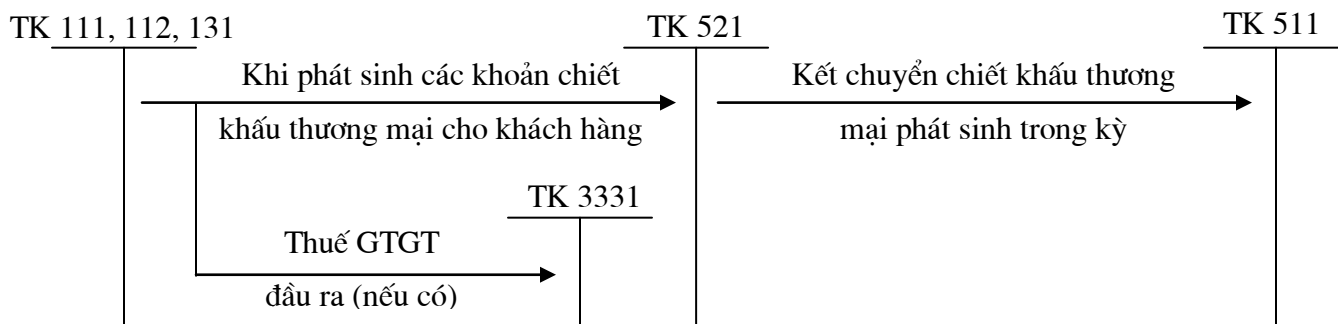 TK 111, 112, 131
TK 521
TK 511
Khi phát sinh các khoản chiết
khấu thương mại cho khách hàng
Kết chuyển chiết khấu thương
mại phát sinh trong kỳ
TK 3331
Thuế GTGT
đầu ra (nếu có)